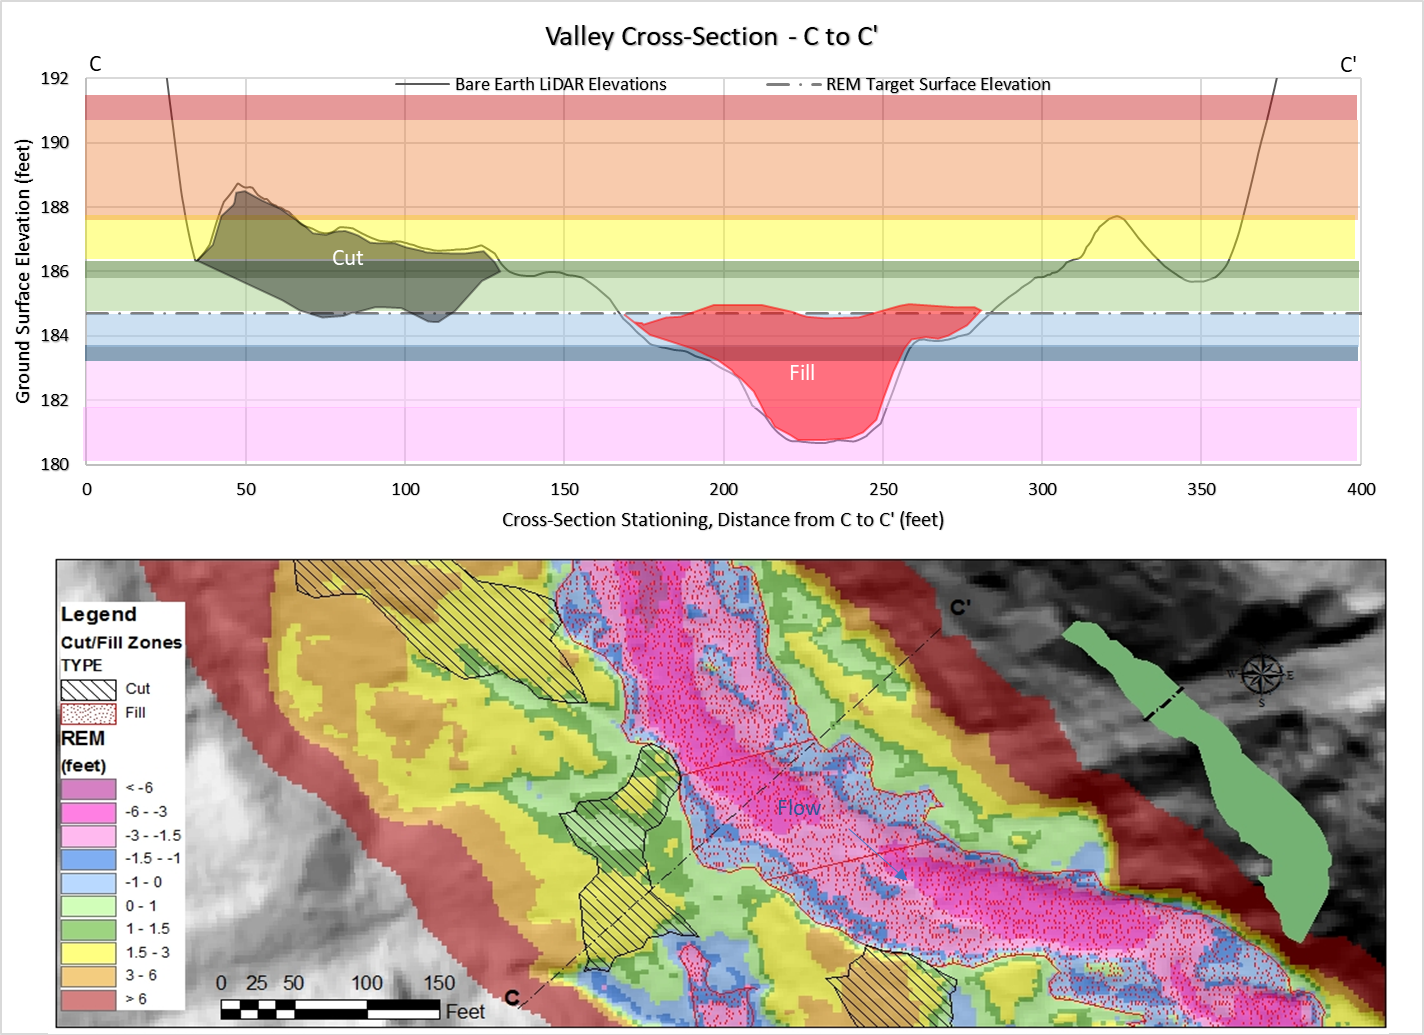 Valley Cross-Section - C to C'
C C'
Bare Earth LiDAR Elevations REM Target Surface Elevation
Ground Surface Elevation (feet)
192
190
188
186
184
182
180
Cut
Fill
0 50 100 150 200 250 300 350 400
Cross-Section Stationing, Distance from C to C' (feet)
Legend
Cut/Fill Zones
TYPE
Cut
Fill
REM
(feet)
< -6
-6 - -3
-3 - -1.5
-1.5 - -1
-1 - 0
0 - 1
1 - 1.5
1.5 - 3
3 - 6
> 6
C'
W E
S
Flow
C
0 25 50 100 150
Feet